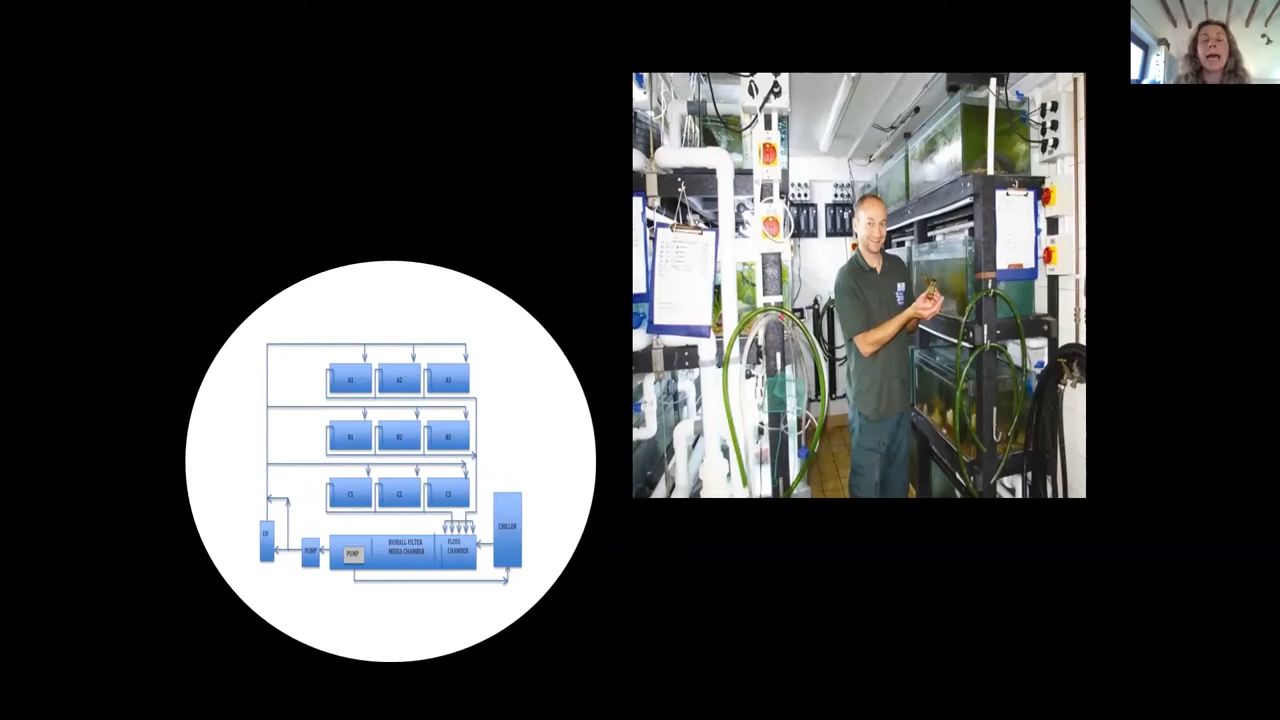 A1
A2
A3
B1
B2
B3
C1
C2
C3
CHILLER
UV
PUMP
PUMP
BIOBALL FILTER
MEDIA CHAMBER
FLOSS
CHAMBER